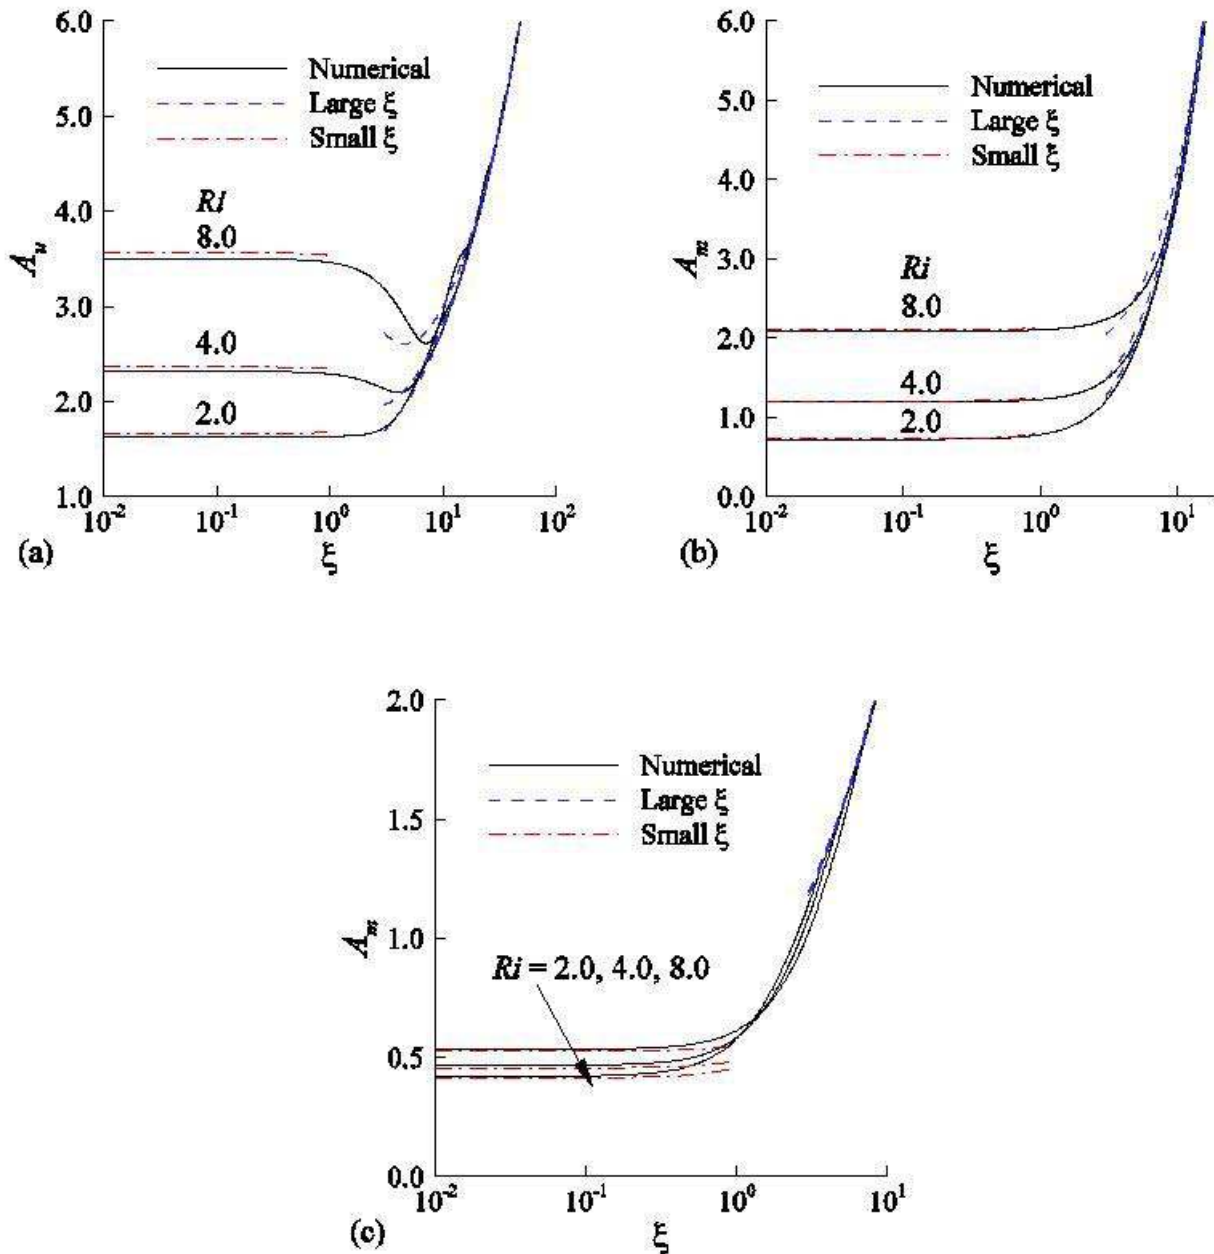 6.0
5.0
4.0
3.0
2.0
1.0
A_u
Numerical
Large ξ
Small ξ
Ri
8.0
4.0
2.0
10^-2
10^-1
10^0
10^1
10^2
(a)
ξ
6.0
5.0
4.0
3.0
2.0
1.0
0.0
A_m
Numerical
Large ξ
Small ξ
Ri
8.0
4.0
2.0
10^-2
10^-1
10^0
10^1
(b)
ξ
2.0
1.5
1.0
0.5
0.0
A_m
Numerical
Large ξ
Small ξ
Ri = 2.0, 4.0, 8.0
10^-2
10^-1
10^0
10^1
(c)
ξ